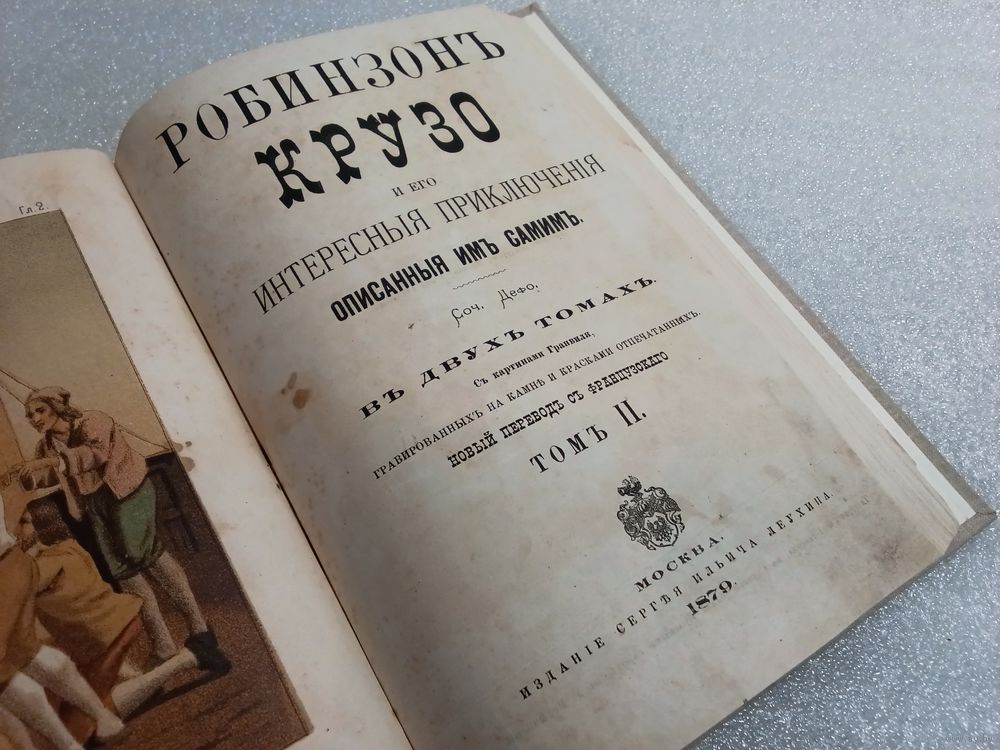 Гл. 2.
РОБИНЗОНЪ
КРУЗО
И ЕГО
ИНТЕРЕСНЫЯ ПРИКЛЮЧЕНІЯ
ОПИСАННЫЯ ИМЪ САМИМЪ.
Соч. Дефо.
ВЪ ДВУХЪ ТОМАХЪ.
Съ картинами Гранвиля,
ГРАВИРОВАННЫХЪ НА КАМНѢ И КРАСКАМИ ОТПЕЧАТАННЫХЪ.
НОВЫЙ ПЕРЕВОДЪ СЪ ФРАНЦУЗСКАГО
ТОМЪ II.
МОСКВА.
ИЗДАНІЕ СЕРГѢЯ ИЛЬИЧА ЛЕУХИНА.
1879.